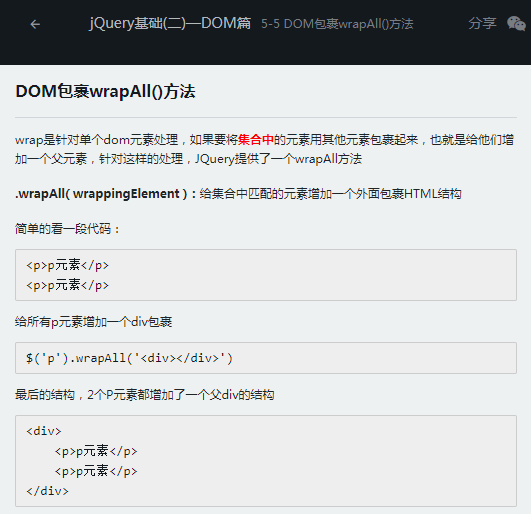 ← jQuery基础(二)—DOM篇 5-5 DOM包裹wrapAll()方法 分享
DOM包裹wrapAll()方法
wrap是针对单个dom元素处理，如果要将集合中的元素用其他元素包裹起来，也就是给他们增
加一个父元素，针对这样的处理，JQuery提供了一个wrapAll方法
.wrapAll( wrappingElement )：给集合中匹配的元素增加一个外面包裹HTML结构
简单的看一段代码：
<p>p元素</p>
<p>p元素</p>
给所有p元素增加一个div包裹
$('p').wrapAll('<div></div>')
最后的结构，2个P元素都增加了一个父div的结构
<div>
    <p>p元素</p>
    <p>p元素</p>
</div>